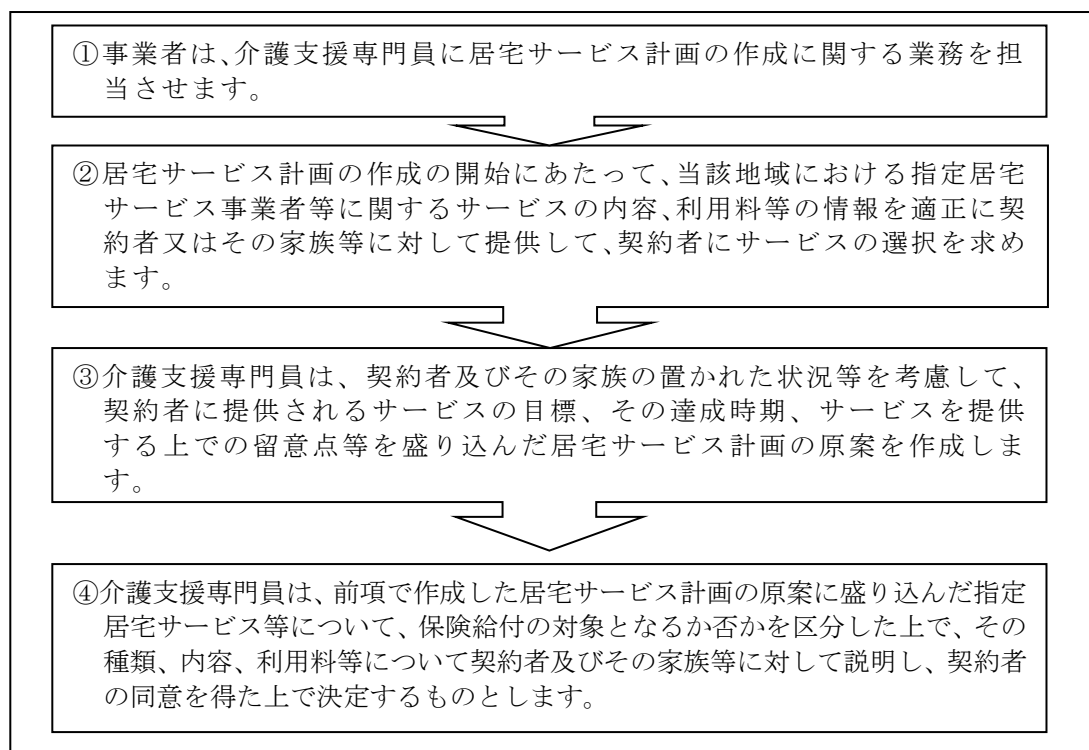 ①事業者は、介護支援専門員に居宅サービス計画の作成に関する業務を担
当させます。
②居宅サービス計画の作成の開始にあたって、当該地域における指定居宅
サービス事業者等に関するサービスの内容、利用料等の情報を適正に契
約者又はその家族等に対して提供して、契約者にサービスの選択を求め
ます。
③介護支援専門員は、契約者及びその家族の置かれた状況等を考慮して、
契約者に提供されるサービスの目標、その達成時期、サービスを提供
する上での留意点等を盛り込んだ居宅サービス計画の原案を作成しま
す。
④介護支援専門員は、前項で作成した居宅サービス計画の原案に盛り込んだ指定
居宅サービス等について、保険給付の対象となるか否かを区分した上で、その
種類、内容、利用料等について契約者及びその家族等に対して説明し、契約者
の同意を得た上で決定するものとします。